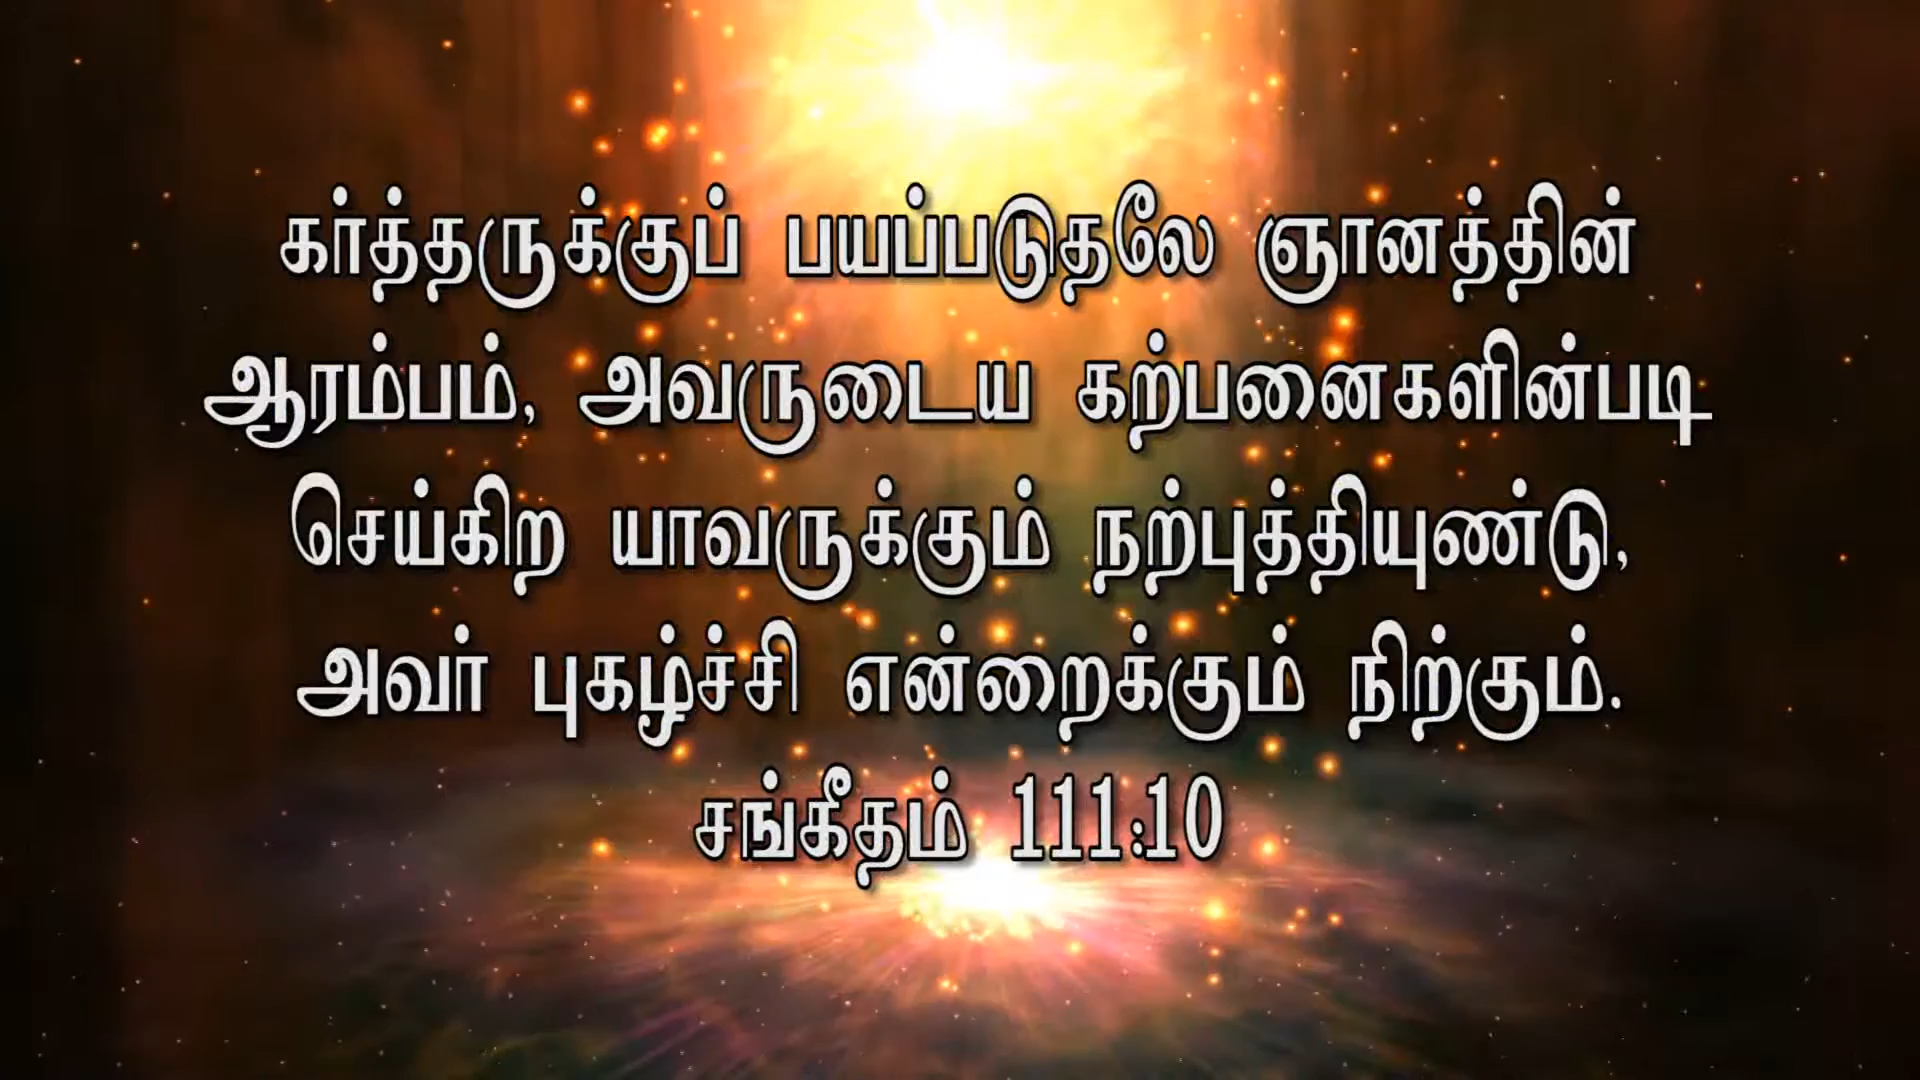 கர்த்தருக்குப் பயப்படுதலே ஞானத்தின்
ஆரம்பம், அவருடைய கற்பனைகளின்படி
செய்கிற யாவருக்கும் நற்புத்தியுண்டு,
அவர் புகழ்ச்சி என்றைக்கும் நிற்கும்.
சங்கீதம் 111:10